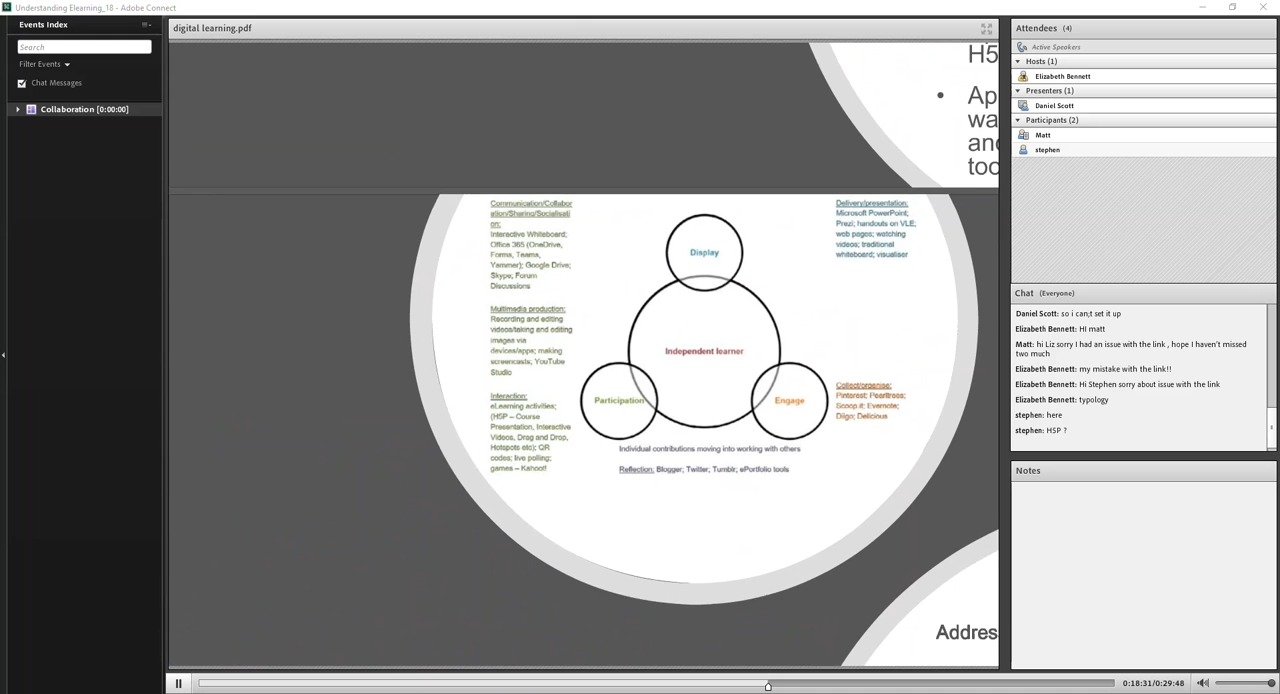 Understanding Elearning_18 - Adobe Connect
Events Index
Search
Filter Events
Chat Messages
Collaboration [0:00:00]
digital learning.pdf
H5
• Ap
wa
and
too
Communication/Collabor
ation/Sharing/Socialisati
on:
Interactive Whiteboard;
Office 365 (OneDrive,
Forms, Teams,
Yammer); Google Drive;
Skype; Forum
Discussions
Multimedia production:
Recording and editing
videos/taking and editing
images via
devices/apps; making
screencasts; YouTube
Studio
Interaction:
eLearning activities;
(H5P – Course
Presentation, Interactive
Videos, Drag and Drop,
Hotspots etc); QR
codes; live polling;
games – Kahoot!
Display
Independent learner
Participation
Engage
Individual contributions moving into working with others
Reflection: Blogger; Twitter; Tumblr; ePortfolio tools
Delivery/presentation:
Microsoft PowerPoint;
Prezi; handouts on VLE;
web pages; watching
videos; traditional
whiteboard; visualiser
Collect/organise:
Pinterest; Pearltrees;
Scoop.it; Evernote;
Diigo; Delicious
Addres
Attendees (4)
Active Speakers
Hosts (1)
Elizabeth Bennett
Presenters (1)
Daniel Scott
Participants (2)
Matt
stephen
Chat (Everyone)
Daniel Scott: so i can;t set it up
Elizabeth Bennett: HI matt
Matt: hi Liz sorry I had an issue with the link , hope I haven't missed
two much
Elizabeth Bennett: my mistake with the link!!
Elizabeth Bennett: Hi Stephen sorry about issue with the link
Elizabeth Bennett: typology
stephen: here
stephen: HSP ?
Notes
0:18:31/0:29:48